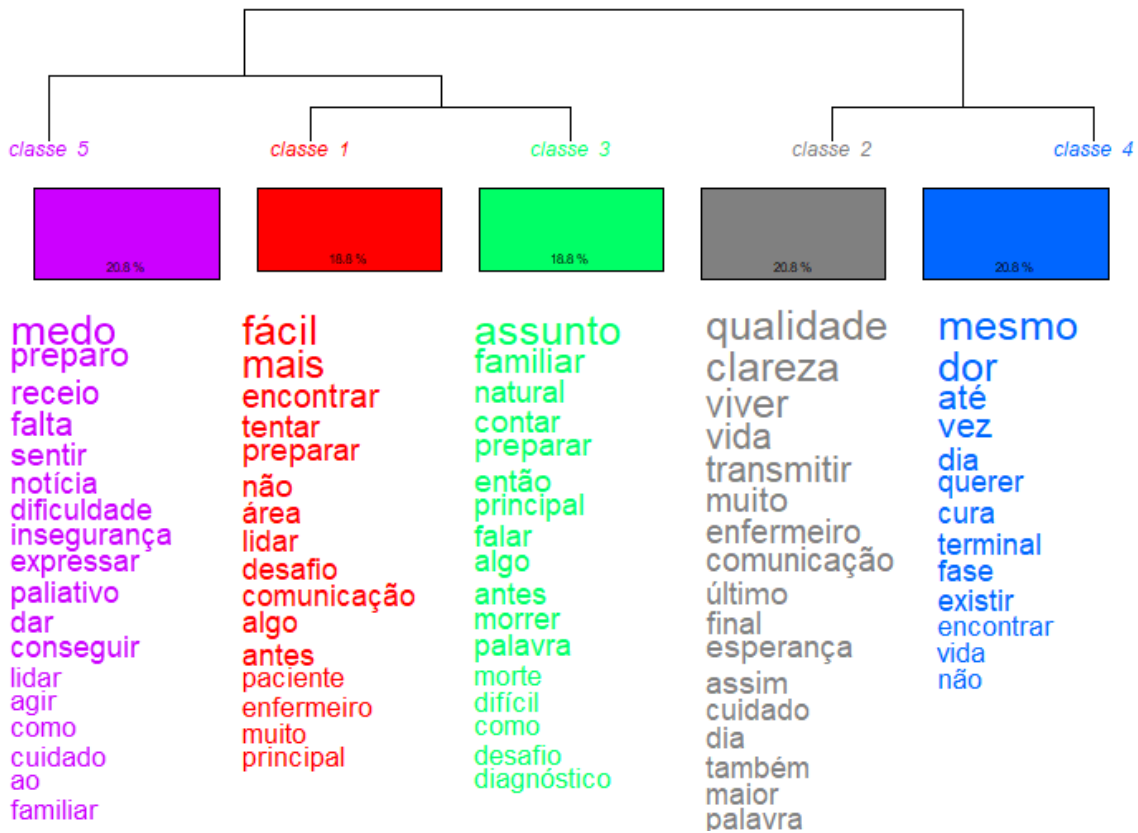 classe 5
classe 1
classe 3
classe 2
classe 4
20.8 %
18.8 %
18.8 %
20.8 %
20.8 %
medo
preparo
receio
falta
sentir
notícia
dificuldade
insegurança
expressar
paliativo
dar
conseguir
lidar
agir
como
cuidado
ao
familiar
fácil
mais
encontrar
tentar
preparar
não
área
lidar
desafio
comunicação
algo
antes
paciente
enfermeiro
muito
principal
assunto
familiar
natural
contar
preparar
então
principal
falar
algo
antes
morrer
palavra
morte
difícil
como
desafio
diagnóstico
qualidade
clareza
viver
vida
transmitir
muito
enfermeiro
comunicação
último
final
esperança
assim
cuidado
dia
também
maior
palavra
mesmo
dor
até
vez
dia
querer
cura
terminal
fase
existir
encontrar
vida
não